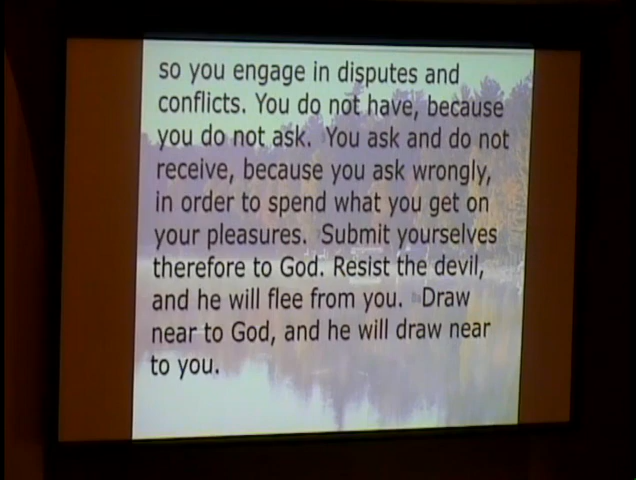 so you engage in disputes and
conflicts. You do not have, because
you do not ask.  You ask and do not
receive, because you ask wrongly,
in order to spend what you get on
your pleasures.  Submit yourselves
therefore to God. Resist the devil,
and he will flee from you.  Draw
near to God, and he will draw near
to you.